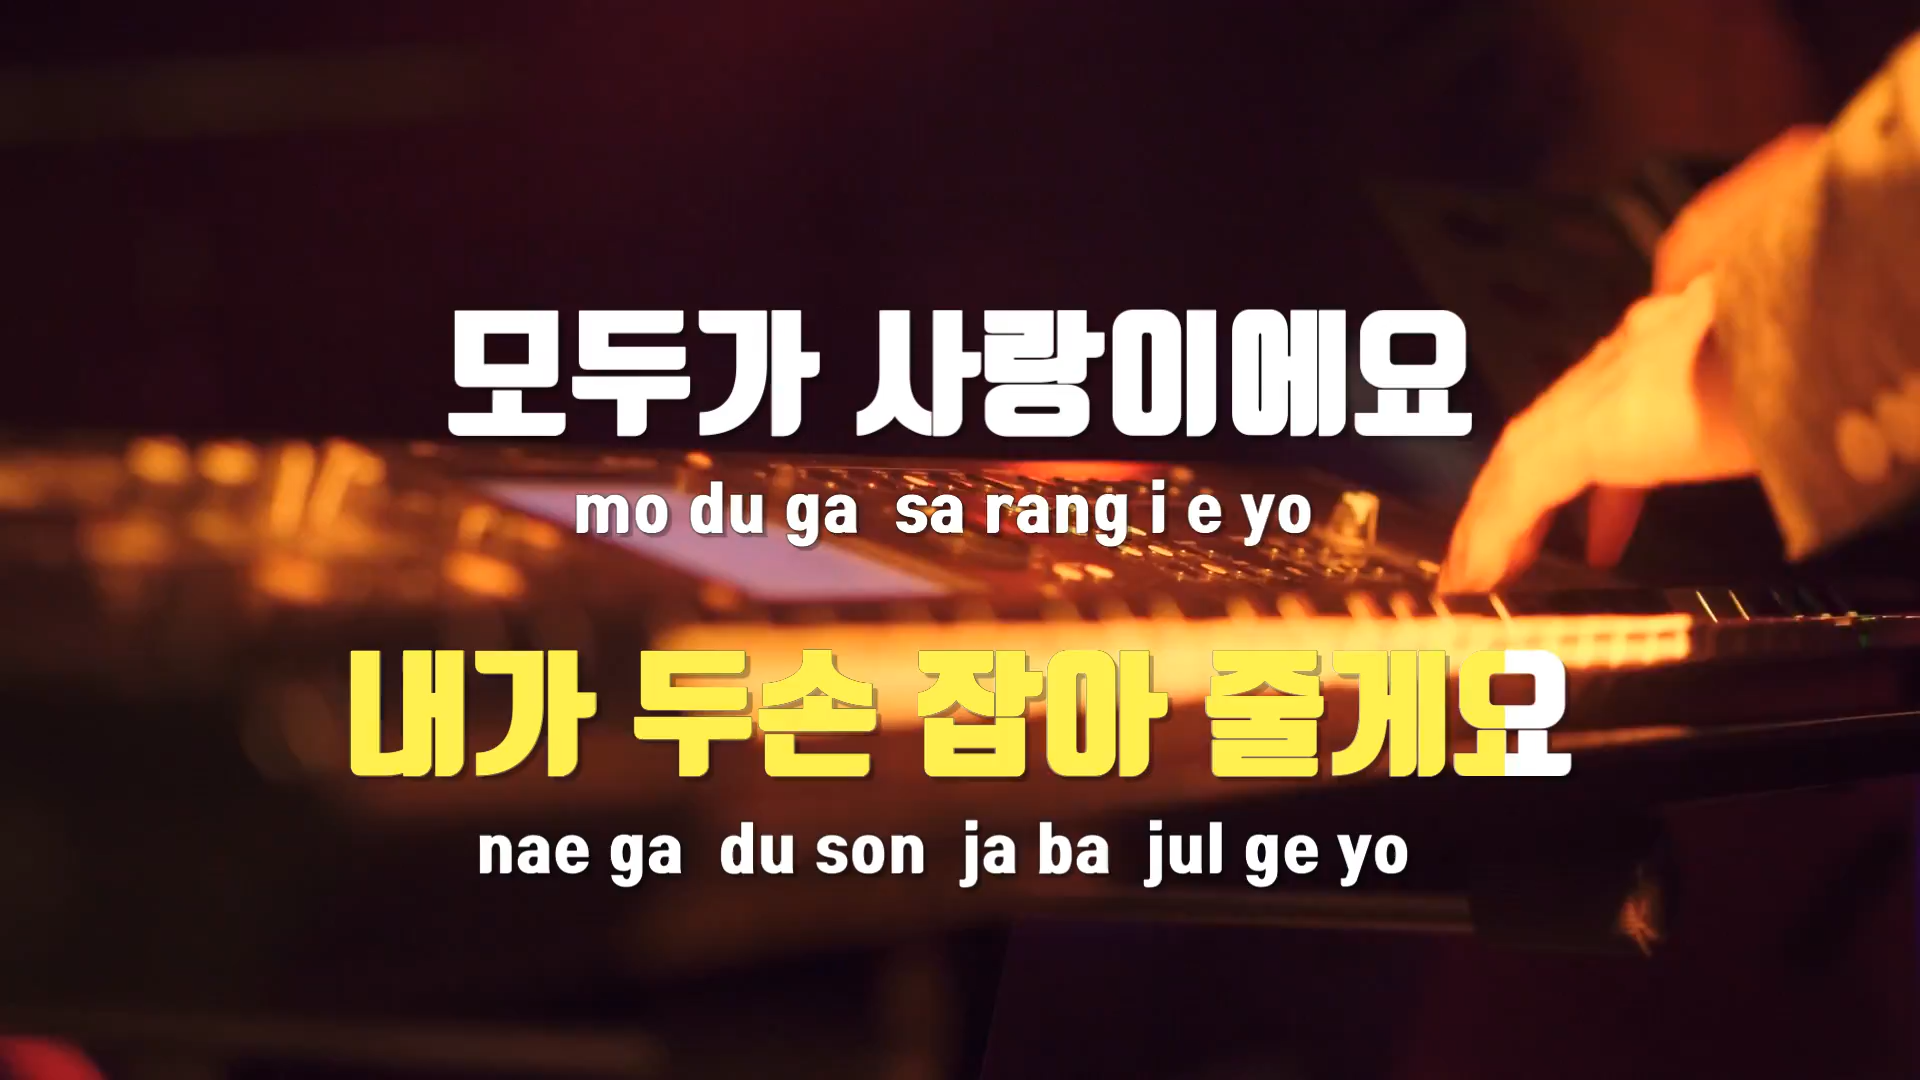 모두가 사랑이에요
mo du ga sa rang i e yo
내가 두손 잡아 줄게요
nae ga du son ja ba jul ge yo